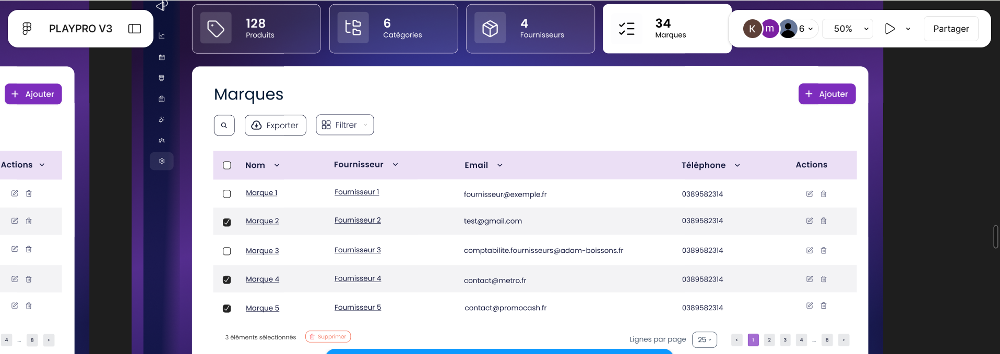 PLAYPRO V3
128
Produits
6
Catégories
4
Fournisseurs
34
Marques
K m 6
50%
Partager
Ajouter
Marques
Ajouter
Exporter
Filtrer
Actions
Nom Fournisseur Email Téléphone Actions
Marque 1 Fournisseur 1 fournisseur@exemple.fr 0389582314
Marque 2 Fournisseur 2 test@gmail.com 0389582314
Marque 3 Fournisseur 3 comptabilite.fournisseurs@adam-boissons.fr 0389582314
Marque 4 Fournisseur 4 contact@metro.fr 0389582314
Marque 5 Fournisseur 5 contact@promocash.fr 0389582314
4 ... 8 >
3 éléments sélectionnés Supprimer
Lignes par page 25 < 1 2 3 4 ... 8 >